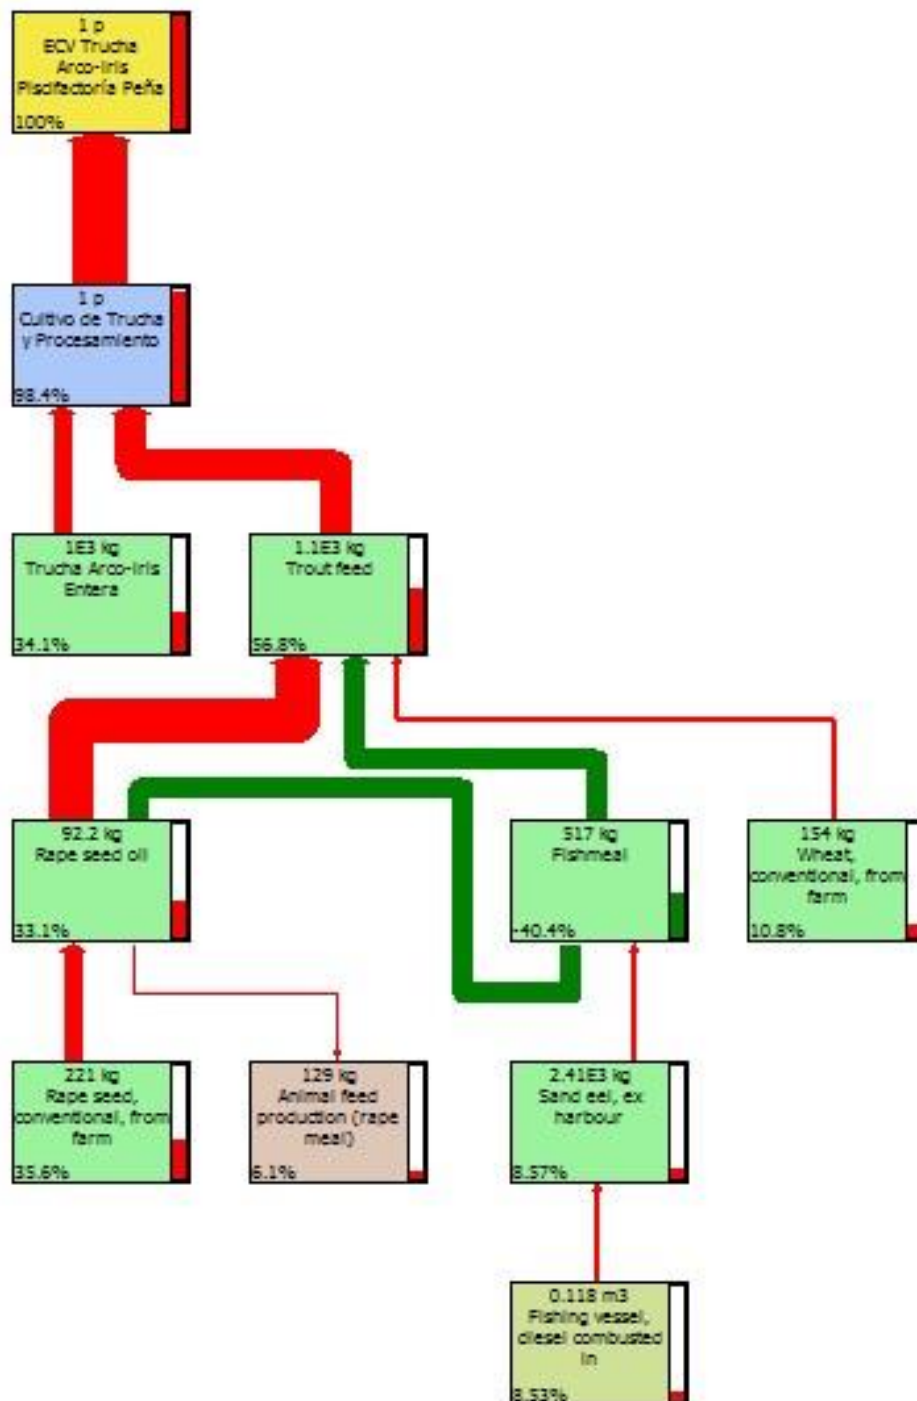 1 p
ECV Trucha
Arco-Iris
Piscifactoría Peña
100%
1 p
Cultivo de Trucha
y Procesamiento
98.4%
1E3 kg
Trucha Arco-Iris
Entera
34.1%
1.1E3 kg
Trout feed
56.8%
92.2 kg
Rape seed oil
33.1%
517 kg
Fishmeal
-40.4%
154 kg
Wheat,
conventional, from
farm
10.8%
221 kg
Rape seed,
conventional, from
farm
35.6%
129 kg
Animal feed
production (rape
meal)
6.1%
2.41E3 kg
Sand eel, ex
harbour
8.57%
0.118 m3
Fishing vessel,
diesel combusted
in
8.53%